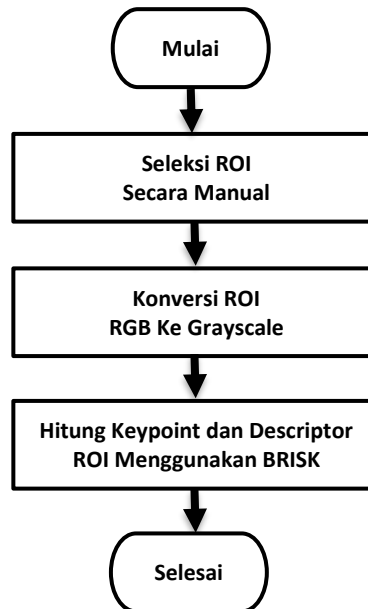 Mulai
Seleksi ROI
Secara Manual
Konversi ROI
RGB Ke Grayscale
Hitung Keypoint dan Descriptor
ROI Menggunakan BRISK
Selesai